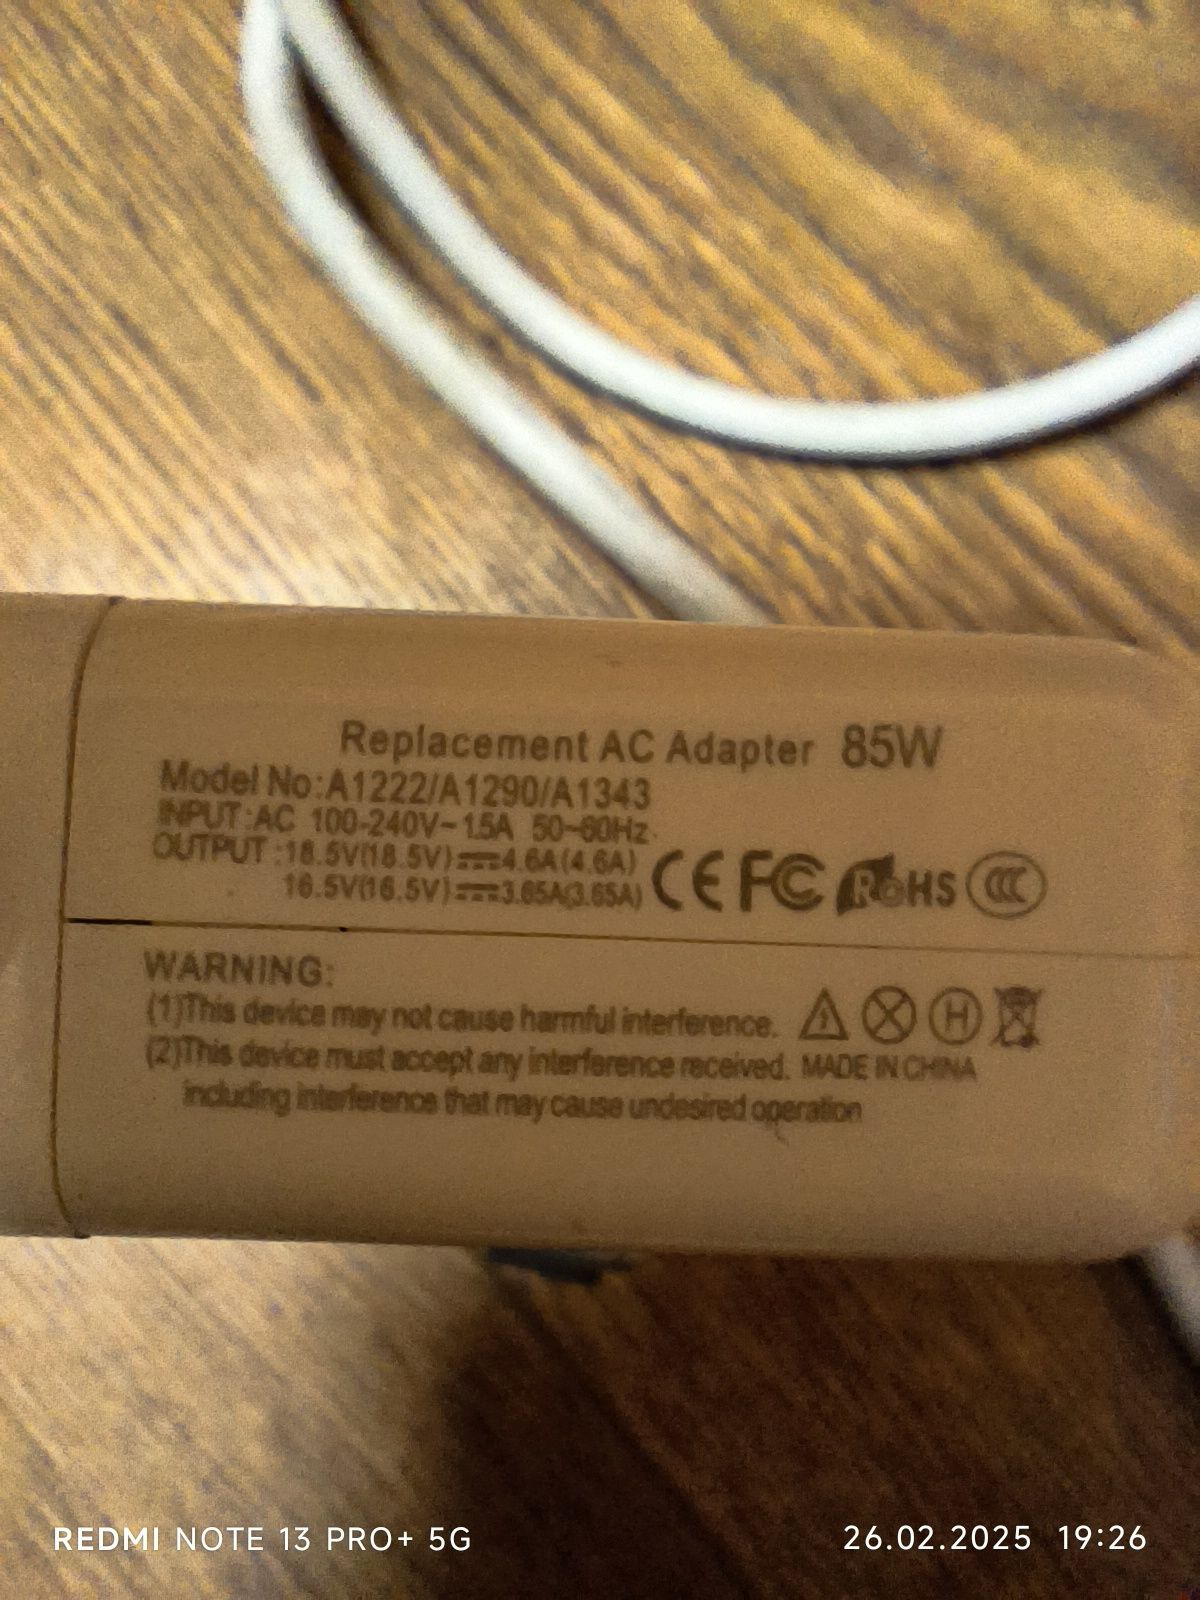 Replacement AC Adapter 85W
Model No:A1222/A1290/A1343
INPUT:AC 100-240V~1.5A 50~60Hz
OUTPUT:18.5V(18.5V)⎓4.6A(4.6A)
16.5V(16.5V)⎓3.65A(3.65A)
CE FC RoHS CCC
WARNING:
(1)This device may not cause harmful interference.
(2)This device must accept any interference received. MADE IN CHINA
including interference that may cause undesired operation
H
REDMI NOTE 13 PRO+ 5G
26.02.2025 19:26